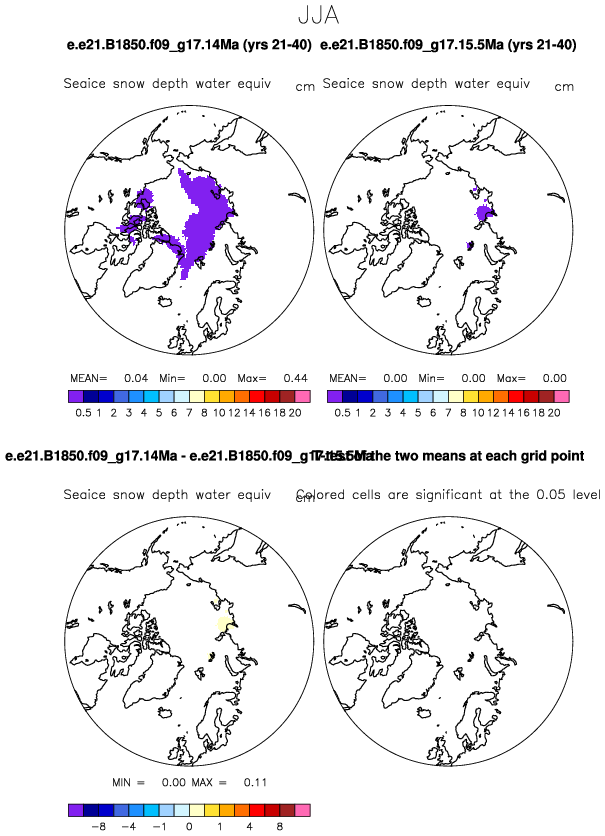 JJA
e.e21.B1850.f09_g17.14Ma (yrs 21-40) e.e21.B1850.f09_g17.15.5Ma (yrs 21-40)
Seaice snow depth water equiv cm Seaice snow depth water equiv cm
MEAN= 0.04 Min= 0.00 Max= 0.44 MEAN= 0.00 Min= 0.00 Max= 0.00
0.5 1 2 3 4 5 6 7 8 10 12 14 16 18 20 0.5 1 2 3 4 5 6 7 8 10 12 14 16 18 20
e.e21.B1850.f09_g17.14Ma - e.e21.B1850.f09_g17.15.5Ma T-test of the two means at each grid point
Seaice snow depth water equiv cm Colored cells are significant at the 0.05 level
MIN = 0.00 MAX = 0.11
-8 -4 -1 0 1 4 8